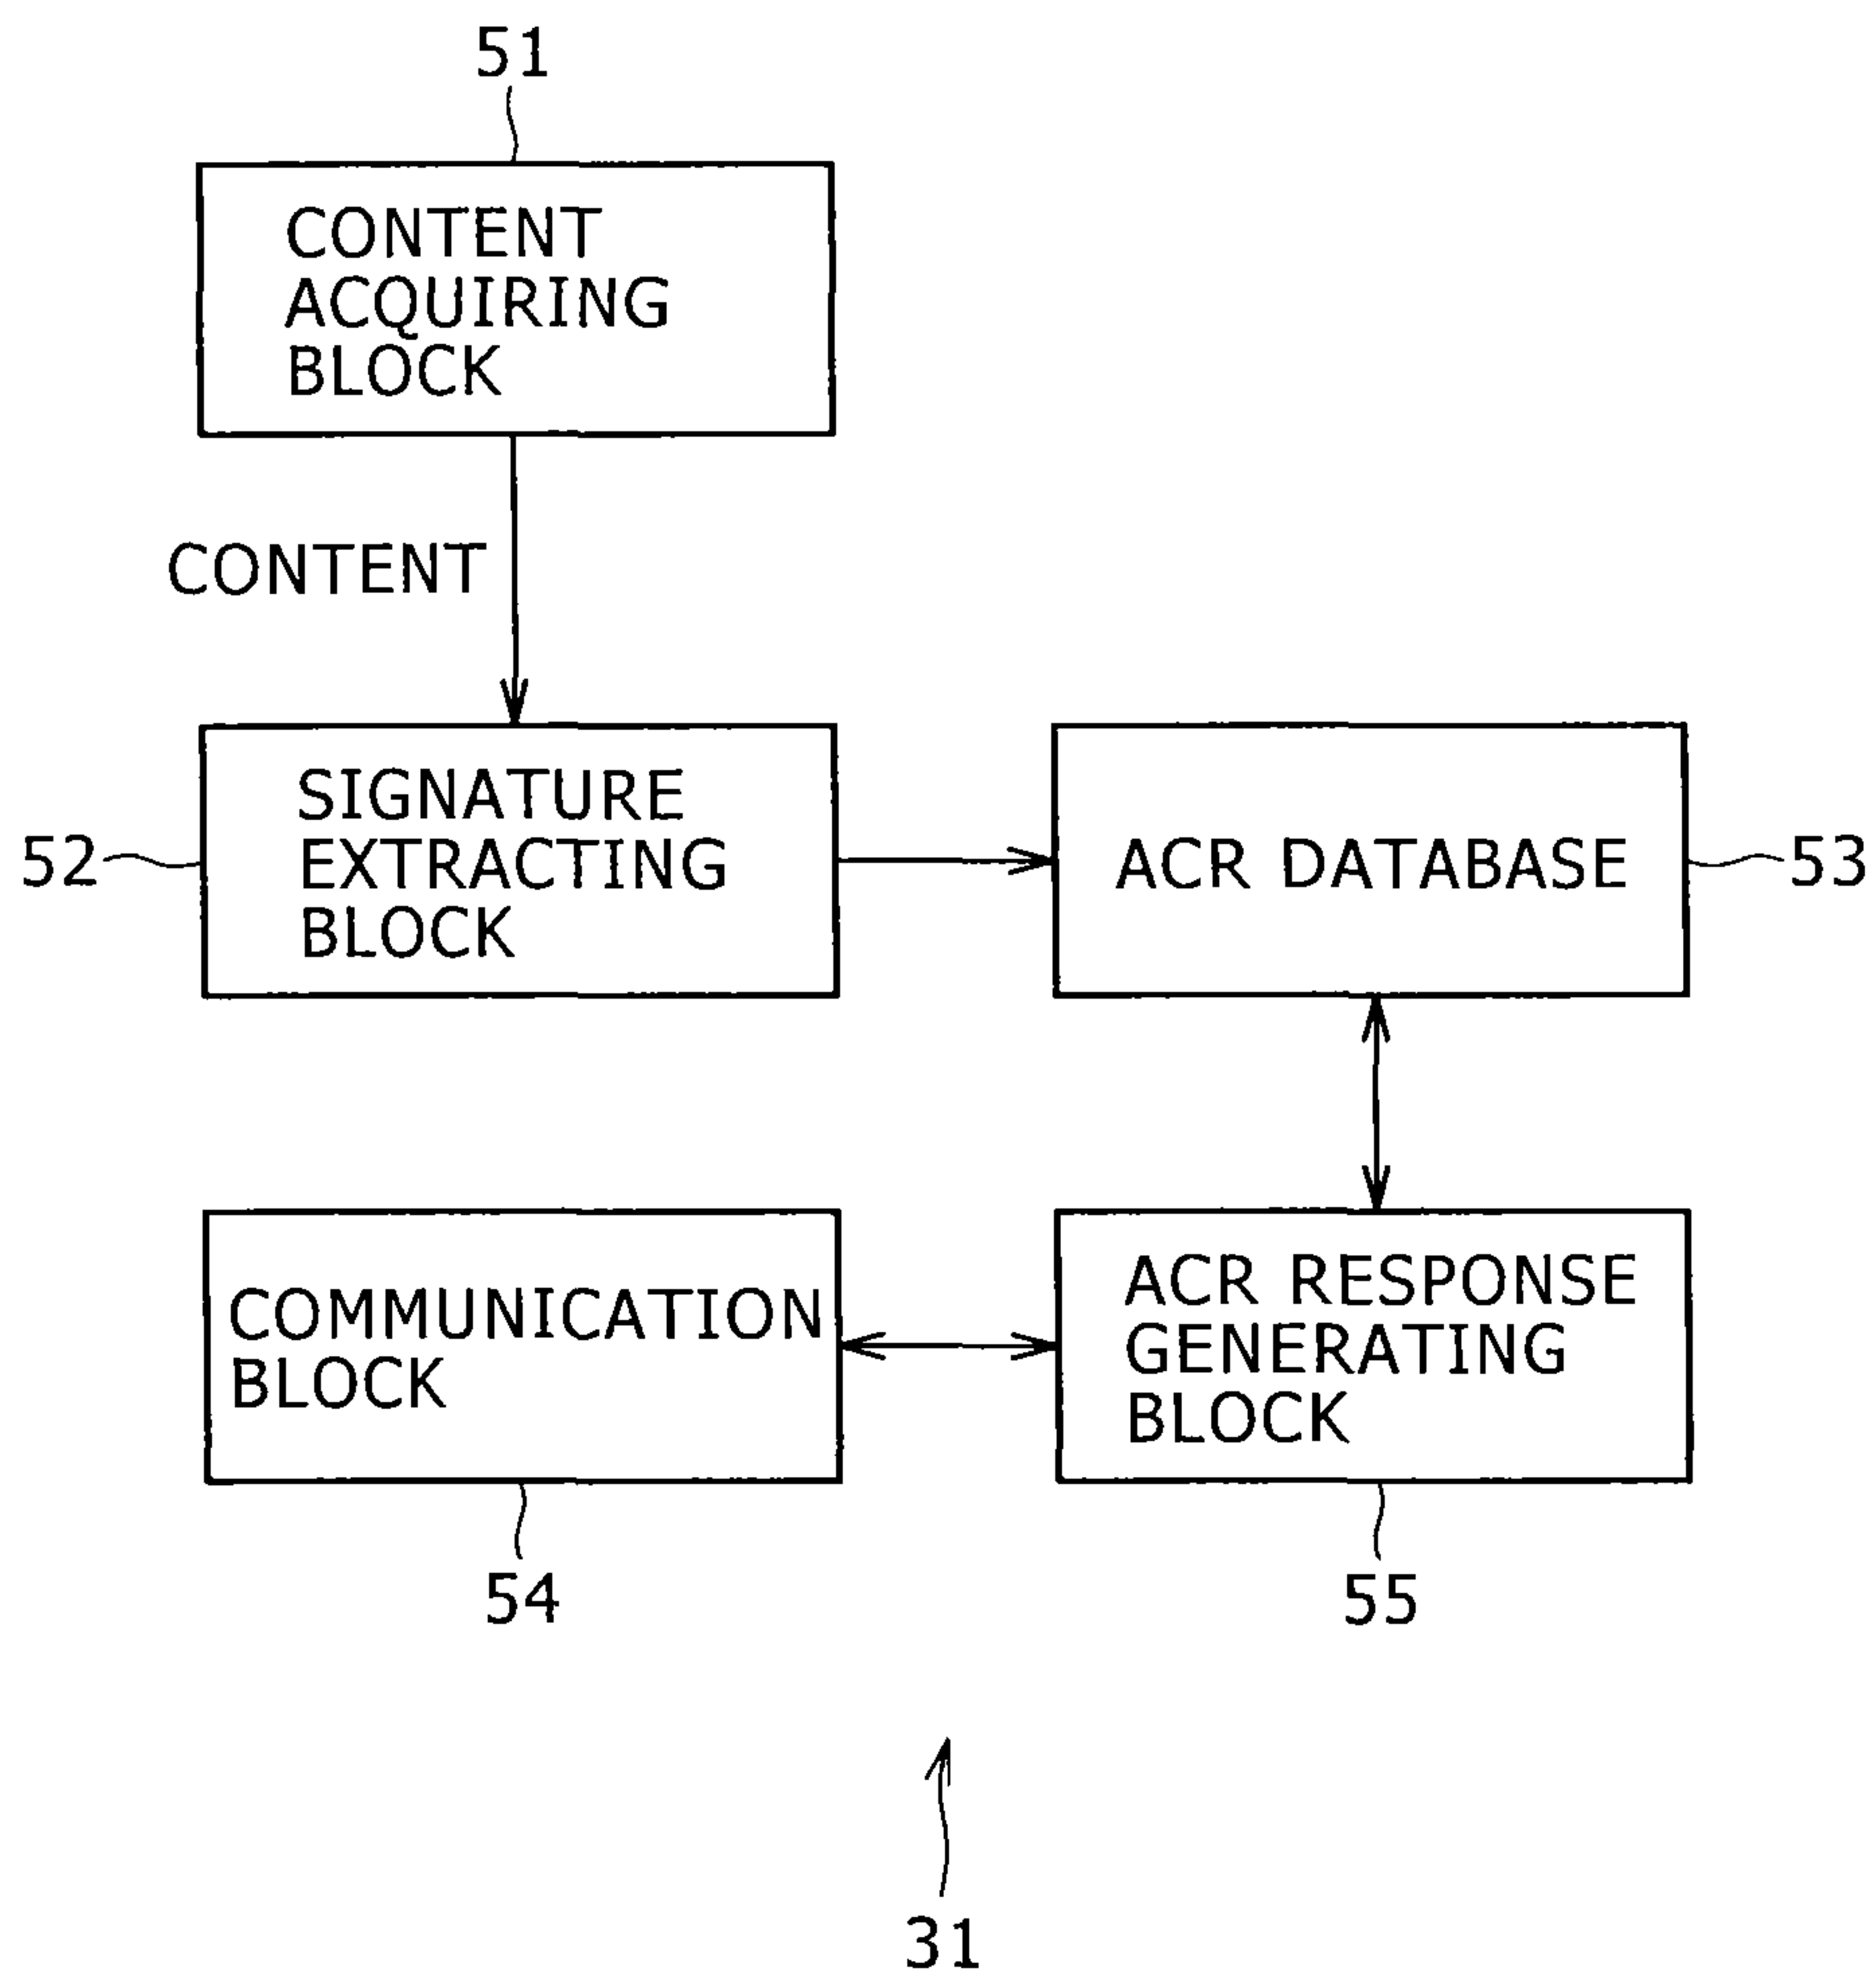 51
CONTENT
ACQUIRING
BLOCK
CONTENT
SIGNATURE
EXTRACTING
BLOCK
52
ACR DATABASE
53
COMMUNICATION
BLOCK
54
ACR RESPONSE
GENERATING
BLOCK
55
31